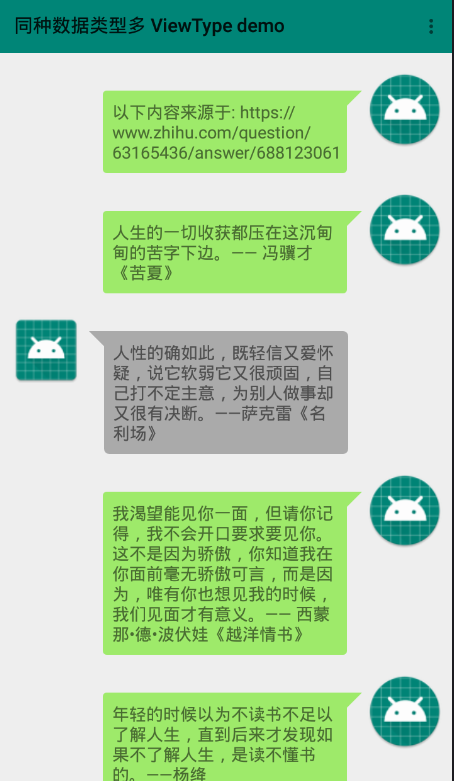 同种数据类型多 ViewType demo
以下内容来源于: https://
www.zhihu.com/question/
63165436/answer/688123061
人生的一切收获都压在这沉甸
甸的苦字下边。—— 冯骥才
《苦夏》
人性的确如此，既轻信又爱怀
疑，说它软弱它又很顽固，自
己打不定主意，为别人做事却
又很有决断。——萨克雷《名
利场》
我渴望能见你一面，但请你记
得，我不会开口要求要见你。
这不是因为骄傲，你知道我在
你面前毫无骄傲可言，而是因
为，唯有你也想见我的时候，
我们见面才有意义。—— 西蒙
那•德•波伏娃《越洋情书》
年轻的时候以为不读书不足以
了解人生，直到后来才发现如
果不了解人生，是读不懂书
的。——杨绛